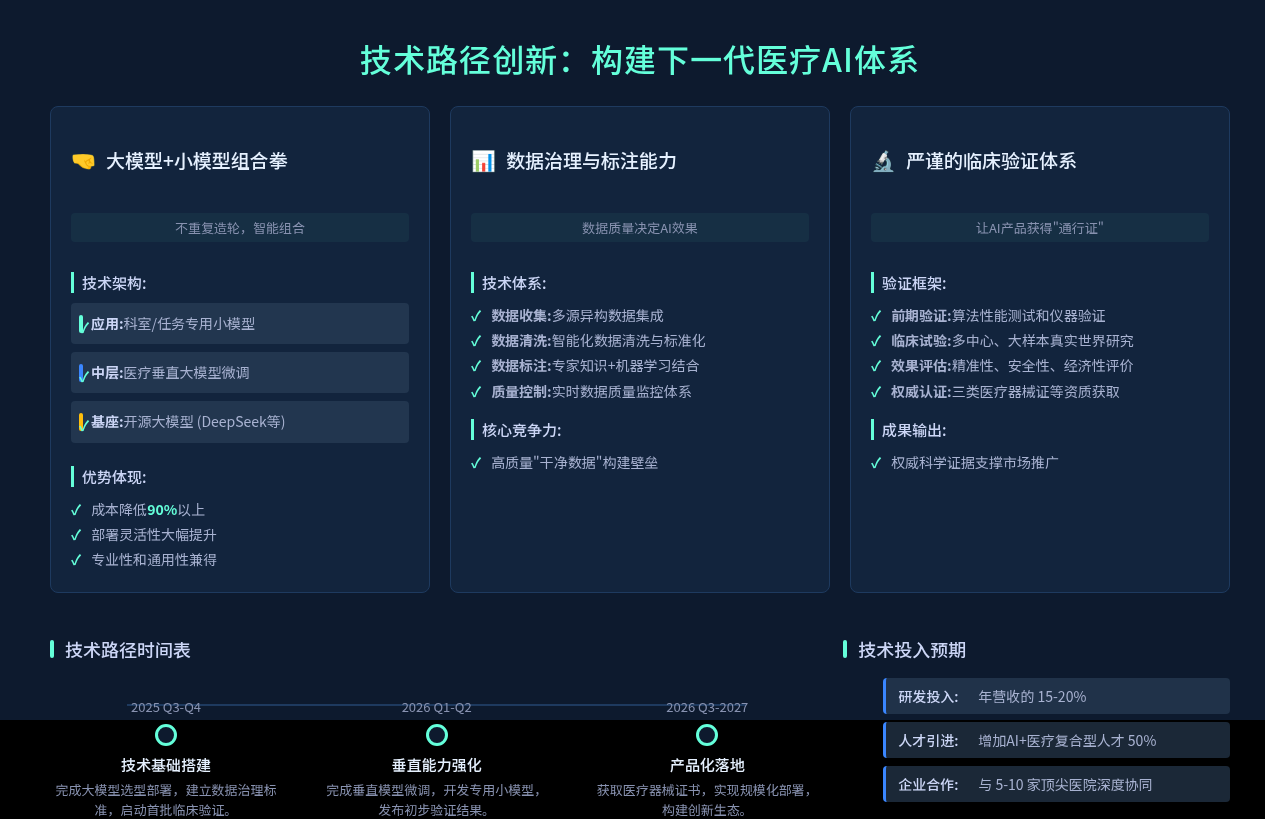 技术路径创新：构建下一代医疗AI体系
🤜 大模型+小模型组合拳
不重复造轮，智能组合
技术架构:
✓ 应用:科室/任务专用小模型
✓ 中层:医疗垂直大模型微调
✓ 基座:开源大模型 (DeepSeek等)
优势体现:
✓ 成本降低90%以上
✓ 部署灵活性大幅提升
✓ 专业性和通用性兼得
📊 数据治理与标注能力
数据质量决定AI效果
技术体系:
✓ 数据收集:多源异构数据集成
✓ 数据清洗:智能化数据清洗与标准化
✓ 数据标注:专家知识+机器学习结合
✓ 质量控制:实时数据质量监控体系
核心竞争力:
✓ 高质量"干净数据"构建壁垒
🔬 严谨的临床验证体系
让AI产品获得"通行证"
验证框架:
✓ 前期验证:算法性能测试和仪器验证
✓ 临床试验:多中心、大样本真实世界研究
✓ 效果评估:精准性、安全性、经济性评价
✓ 权威认证:三类医疗器械证等资质获取
成果输出:
✓ 权威科学证据支撑市场推广
技术路径时间表
2025 Q3-Q4
技术基础搭建
完成大模型选型部署，建立数据治理标
准，启动首批临床验证。
2026 Q1-Q2
垂直能力强化
完成垂直模型微调，开发专用小模型，
发布初步验证结果。
2026 Q3-2027
产品化落地
获取医疗器械证书，实现规模化部署，
构建创新生态。
技术投入预期
研发投入: 年营收的 15-20%
人才引进: 增加AI+医疗复合型人才 50%
企业合作: 与 5-10 家顶尖医院深度协同